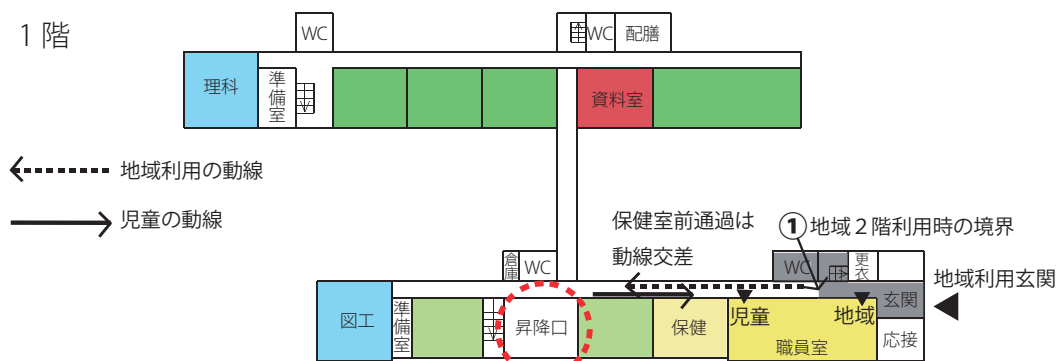 1 階
WC
WC
配膳
理科
準備室
資料室
地域利用の動線
児童の動線
保健室前通過は
動線交差
①地域2階利用時の境界
倉庫
WC
WC
更衣
地域利用玄関
玄関
図工
準備室
昇降口
保健
児童
地域
職員室
応接